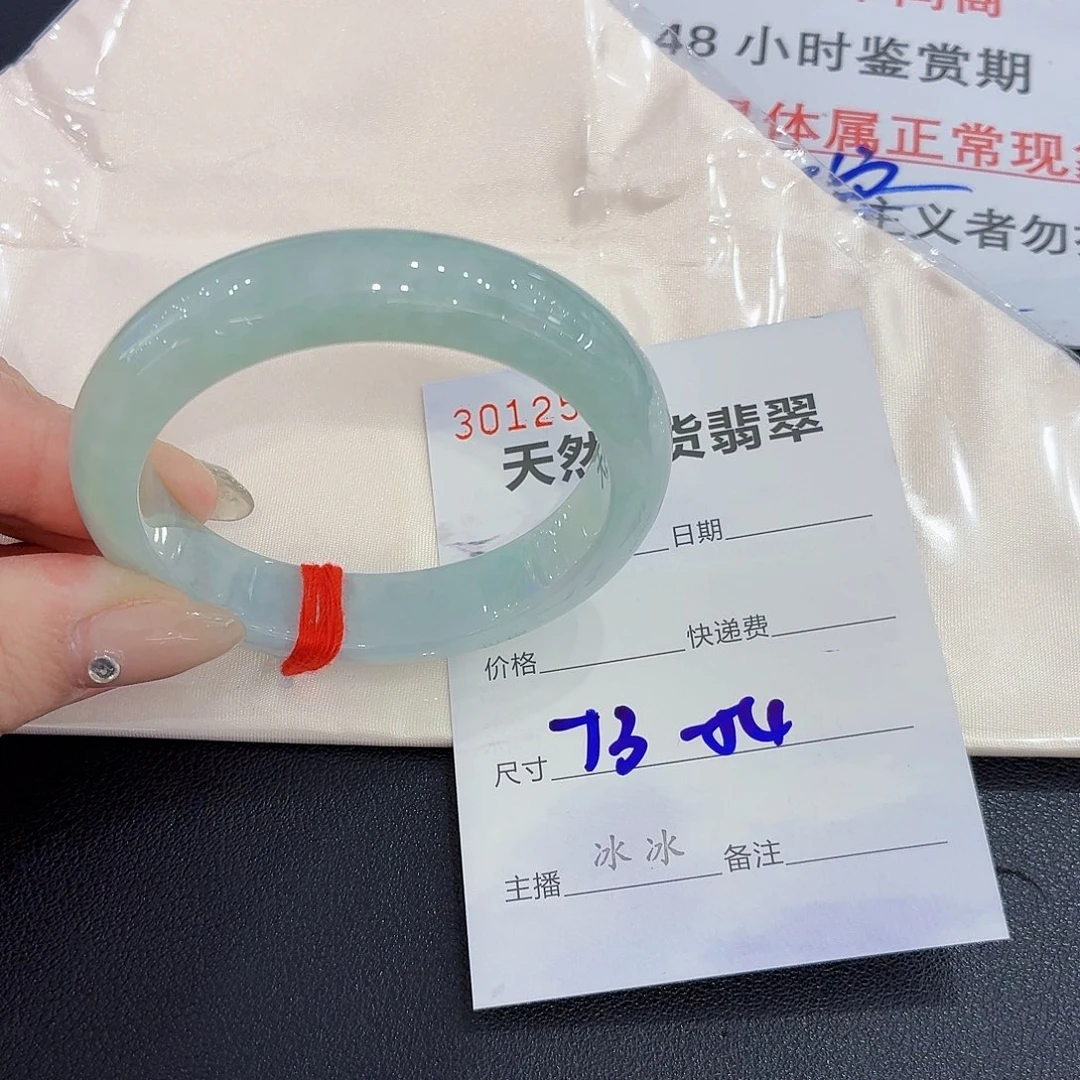 48 小时鉴赏期
体属正常现
主义者勿
30125
天然 货翡翠
日期
价格 快递费
尺寸 73
主播 冰冰 备注